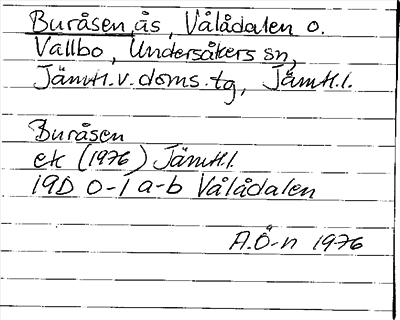 Buråsen, ås, Vålådalen o.
Vallbo, Undersåkers sn,
Jämtl.v.doms.tg, Jämtl.l.
Buråsen
ek (1976) Jämtl.l.
19D 0-1 a-b Vålådalen
A.Ö-n 1976